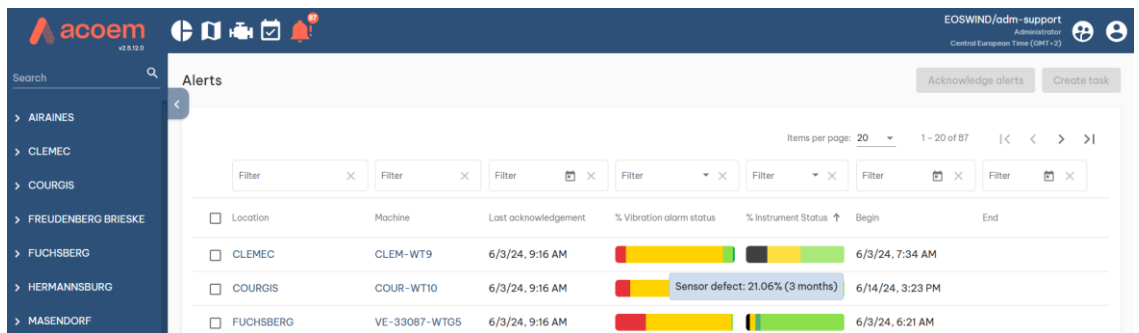 acoem
v2.5.12.0
87
EOSWIND/adm-support
Administrator
Central European Time (GMT+2)
Search
Alerts
Acknowledge alerts
Create task
AIRAINES
CLEMEC
COURGIS
FREUDENBERG BRIESKE
FUCHSBERG
HERMANNSBURG
MASENDORF
Items per page: 20 1 - 20 of 87
Filter Filter Filter Filter Filter Filter Filter
Location Machine Last acknowledgement % Vibration alarm status % Instrument Status Begin End
CLEMEC CLEM-WT9 6/3/24, 9:16 AM 6/3/24, 7:34 AM
COURGIS COUR-WT10 6/3/24, 9:16 AM 6/14/24, 3:23 PM
Sensor defect: 21.06% (3 months)
FUCHSBERG VE-33087-WTG5 6/3/24, 9:16 AM 6/3/24, 6:21 AM